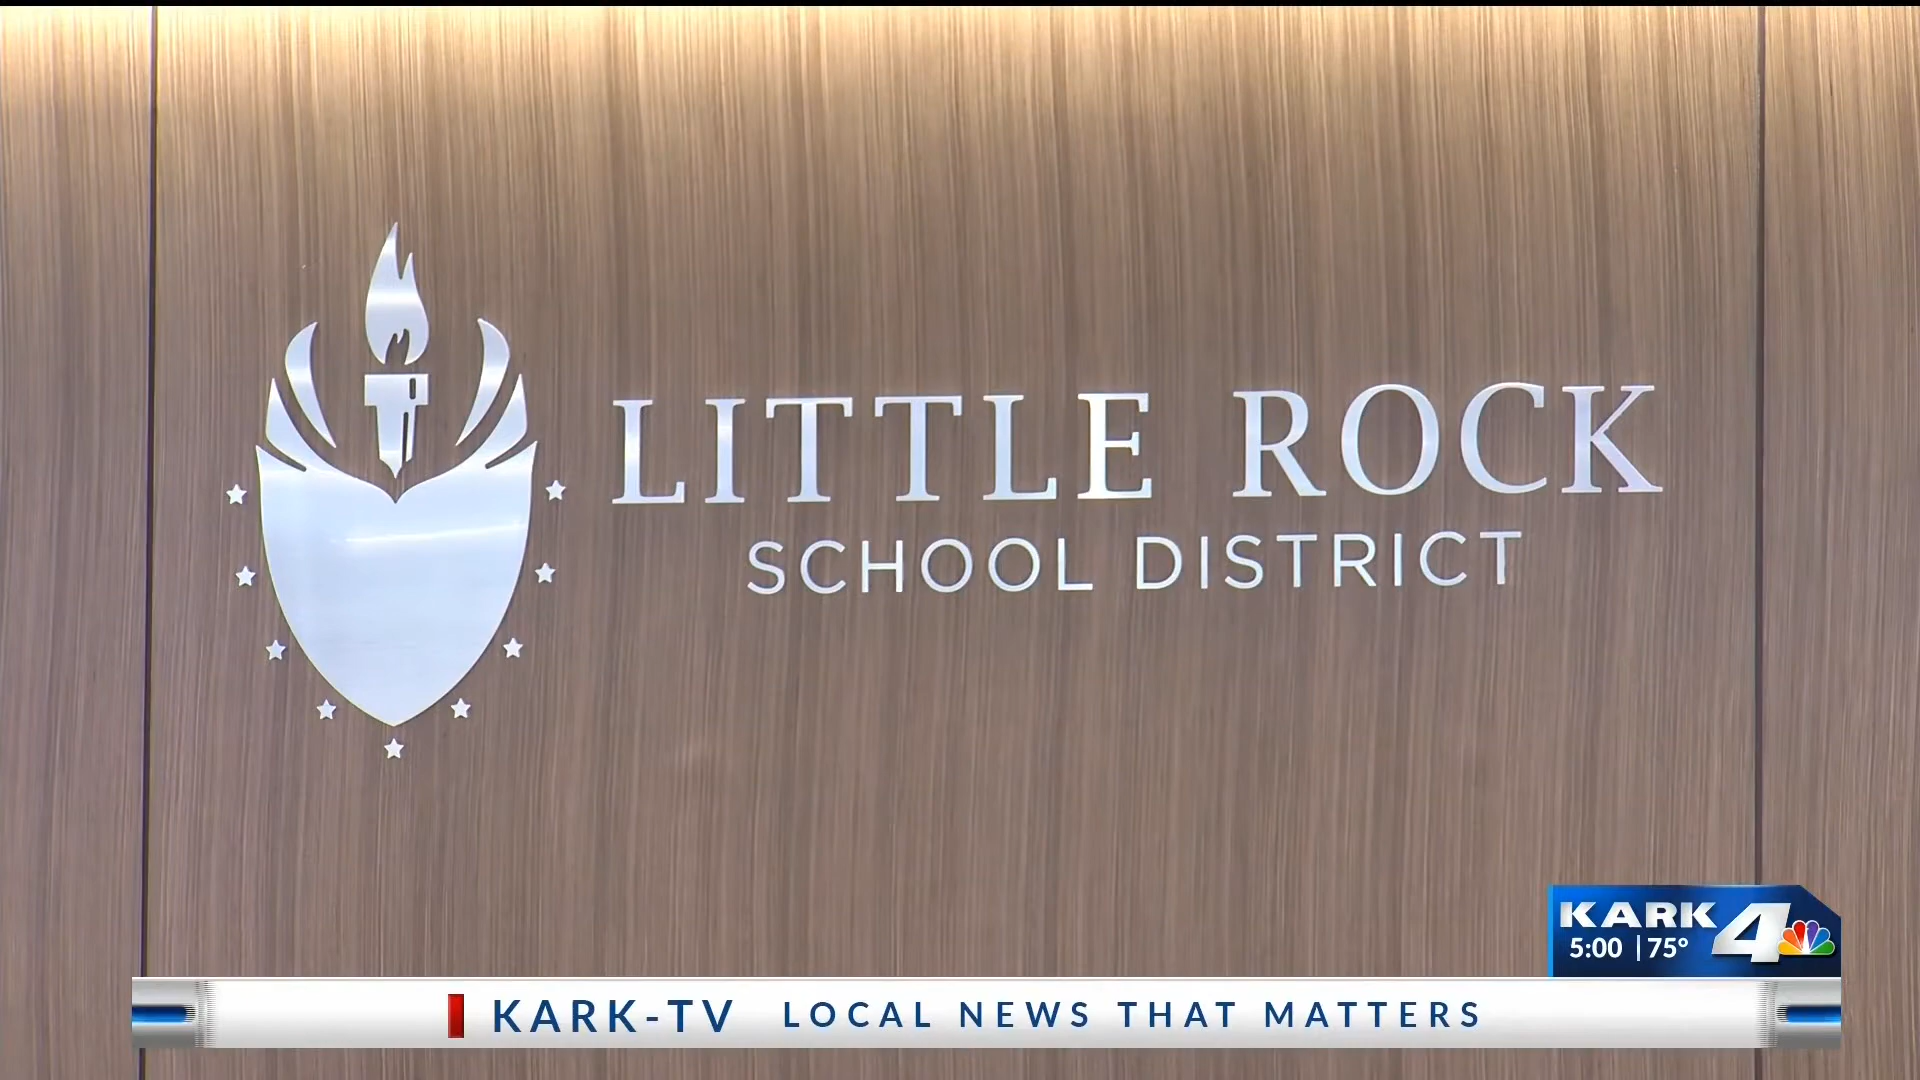 LITTLE ROCK
SCHOOL DISTRICT
KARK 4
5:00 | 75°
KARK-TV LOCAL NEWS THAT MATTERS